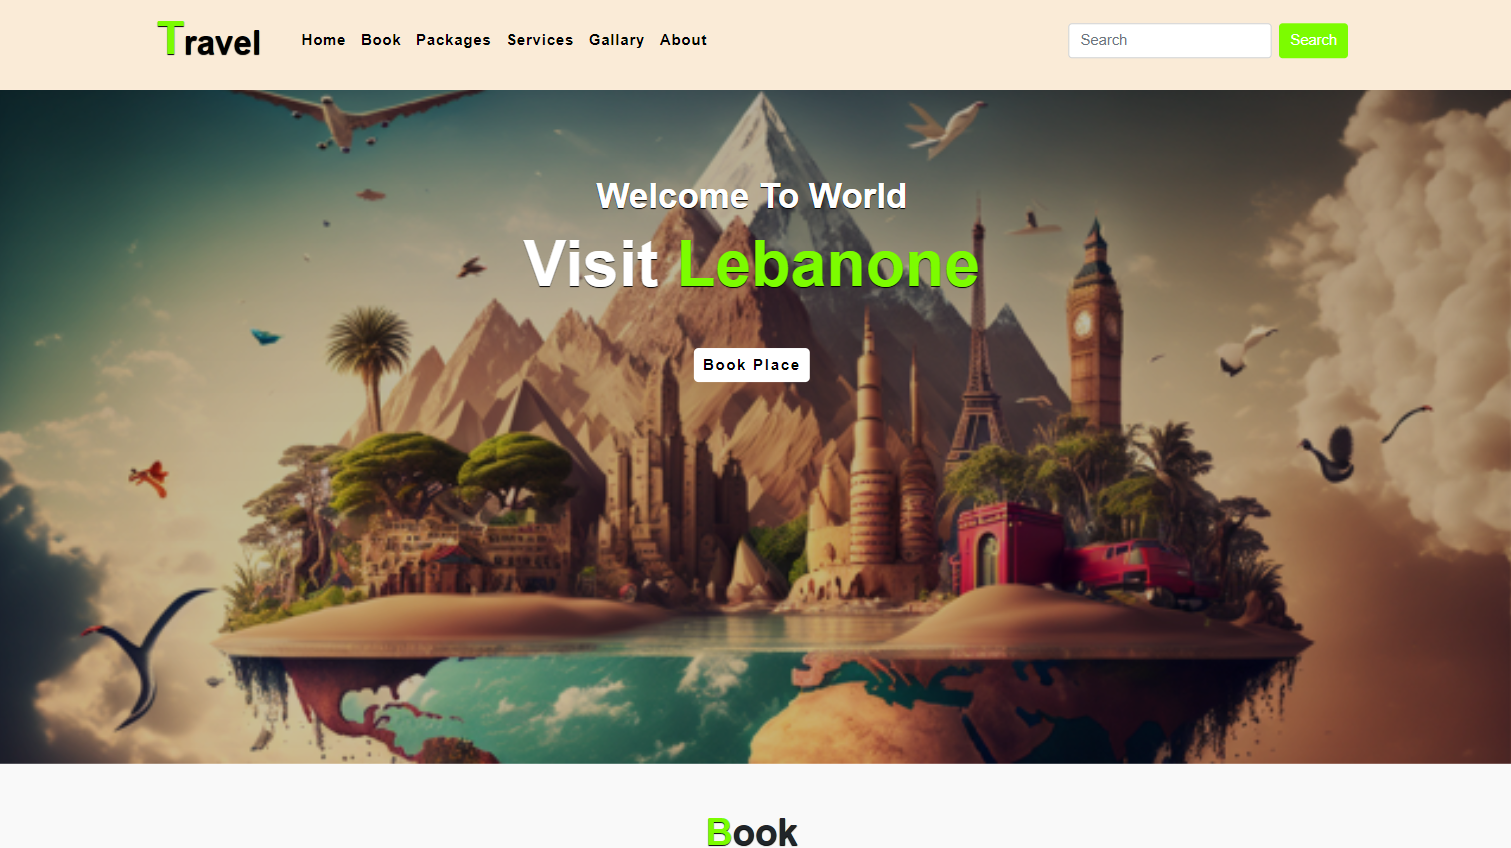 Travel
Home Book Packages Services Gallary About
Search Search
Welcome To World
Visit Lebanone
Book Place
Book